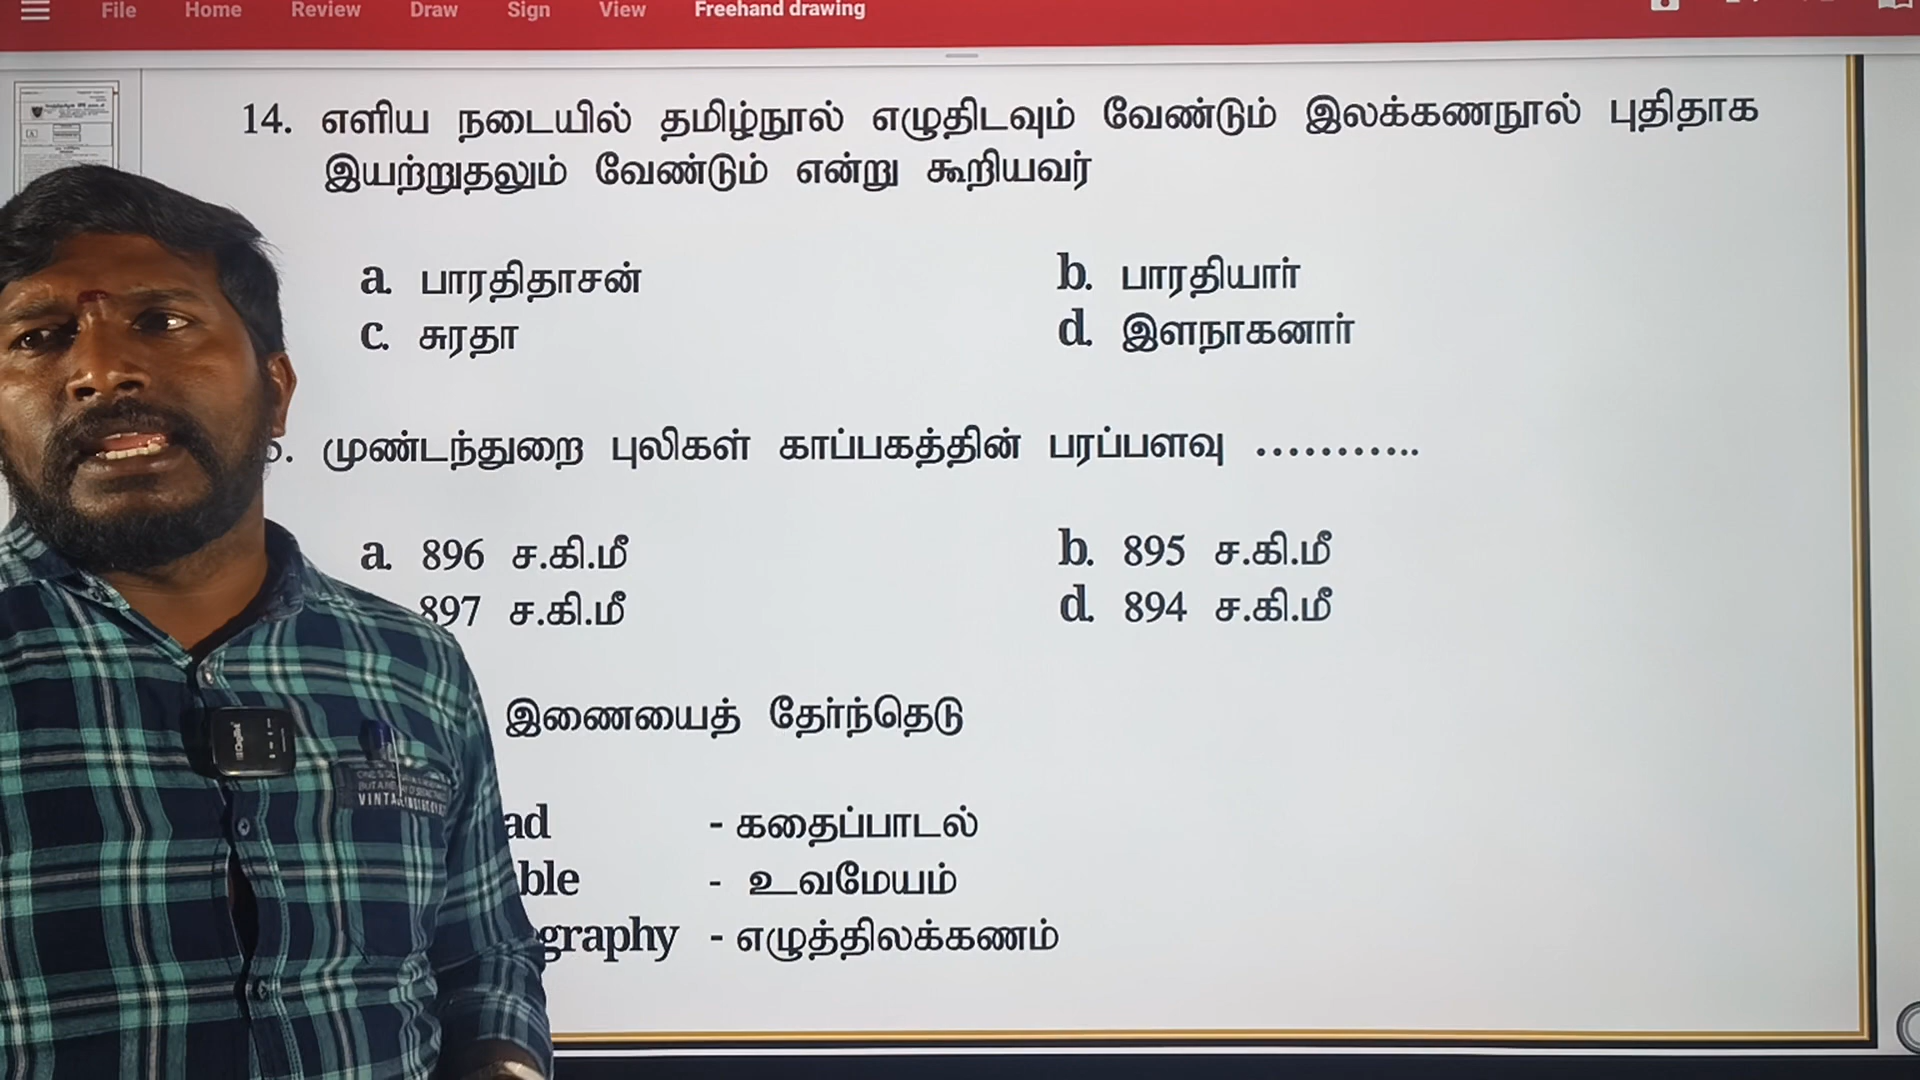 File Home Review Draw Sign View Freehand drawing
14. எளிய நடையில் தமிழ்நூல் எழுதிடவும் வேண்டும் இலக்கணநூல் புதிதாக
இயற்றுதலும் வேண்டும் என்று கூறியவர்
a. பாரதிதாசன் b. பாரதியார்
c. சுரதா d. இளநாகனார்
முண்டந்துறை புலிகள் காப்பகத்தின் பரப்பளவு ...........
a. 896 ச.கி.மீ b. 895 ச.கி.மீ
897 ச.கி.மீ d. 894 ச.கி.மீ
இணையைத் தேர்ந்தெடு
ad - கதைப்பாடல்
ble - உவமேயம்
graphy - எழுத்திலக்கணம்